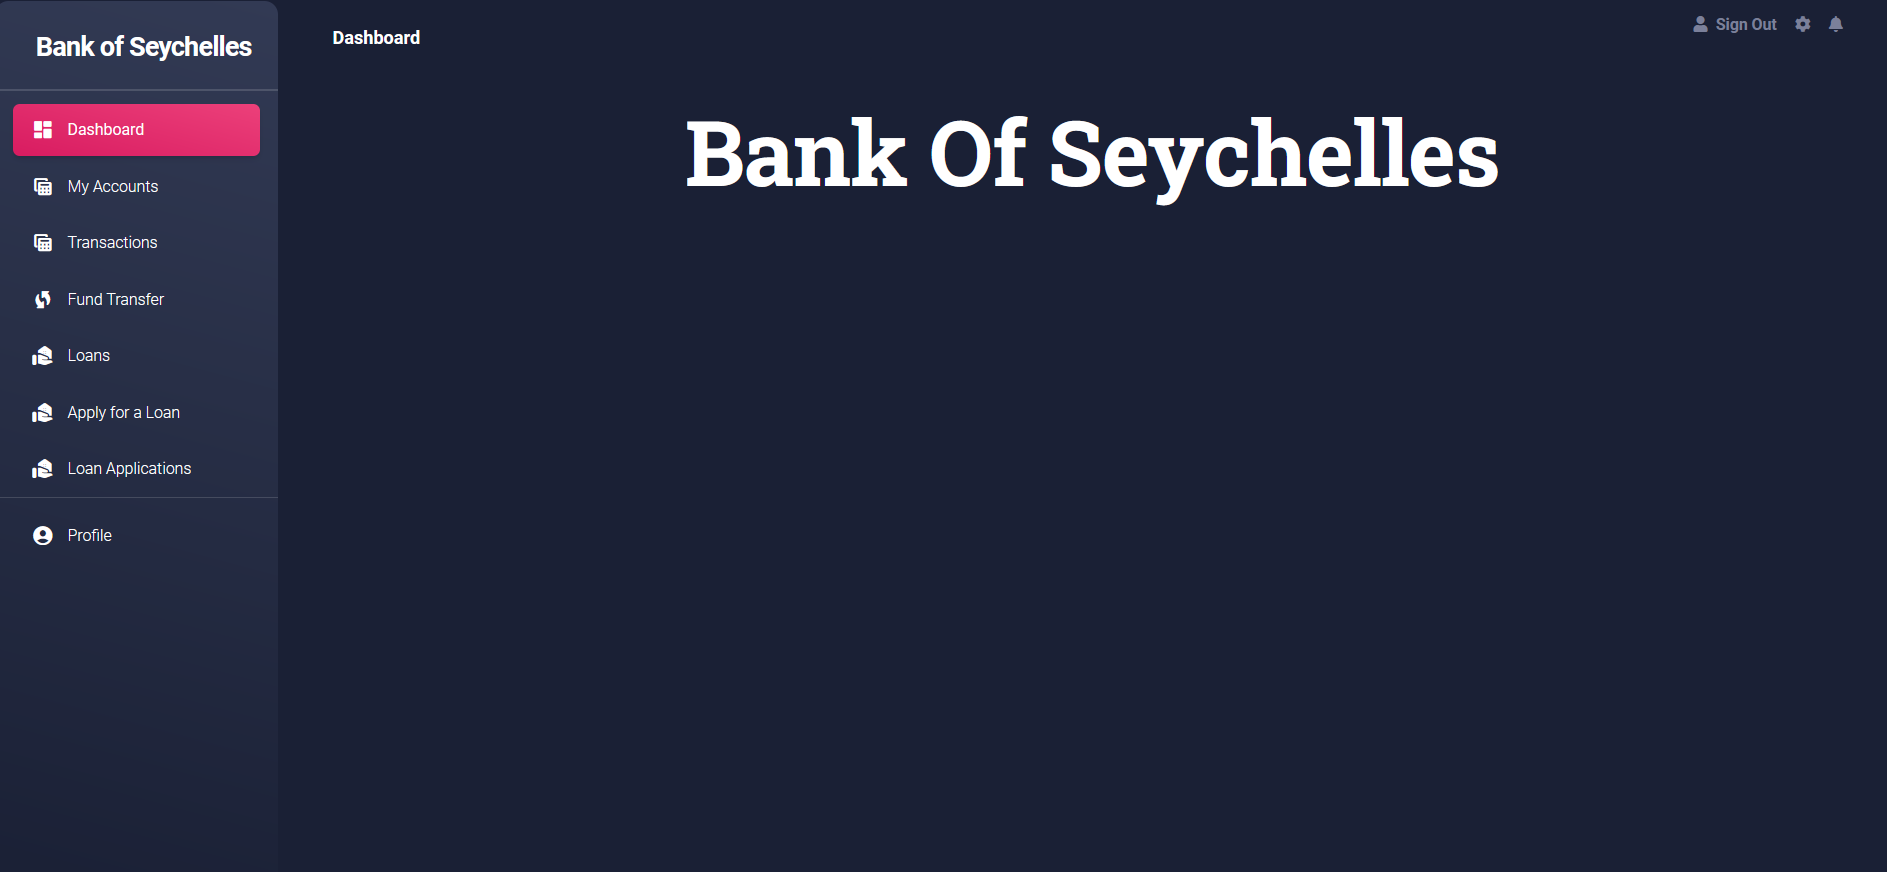 Bank of Seychelles
Dashboard
My Accounts
Transactions
Fund Transfer
Loans
Apply for a Loan
Loan Applications
Profile
Dashboard
Sign Out
Bank Of Seychelles